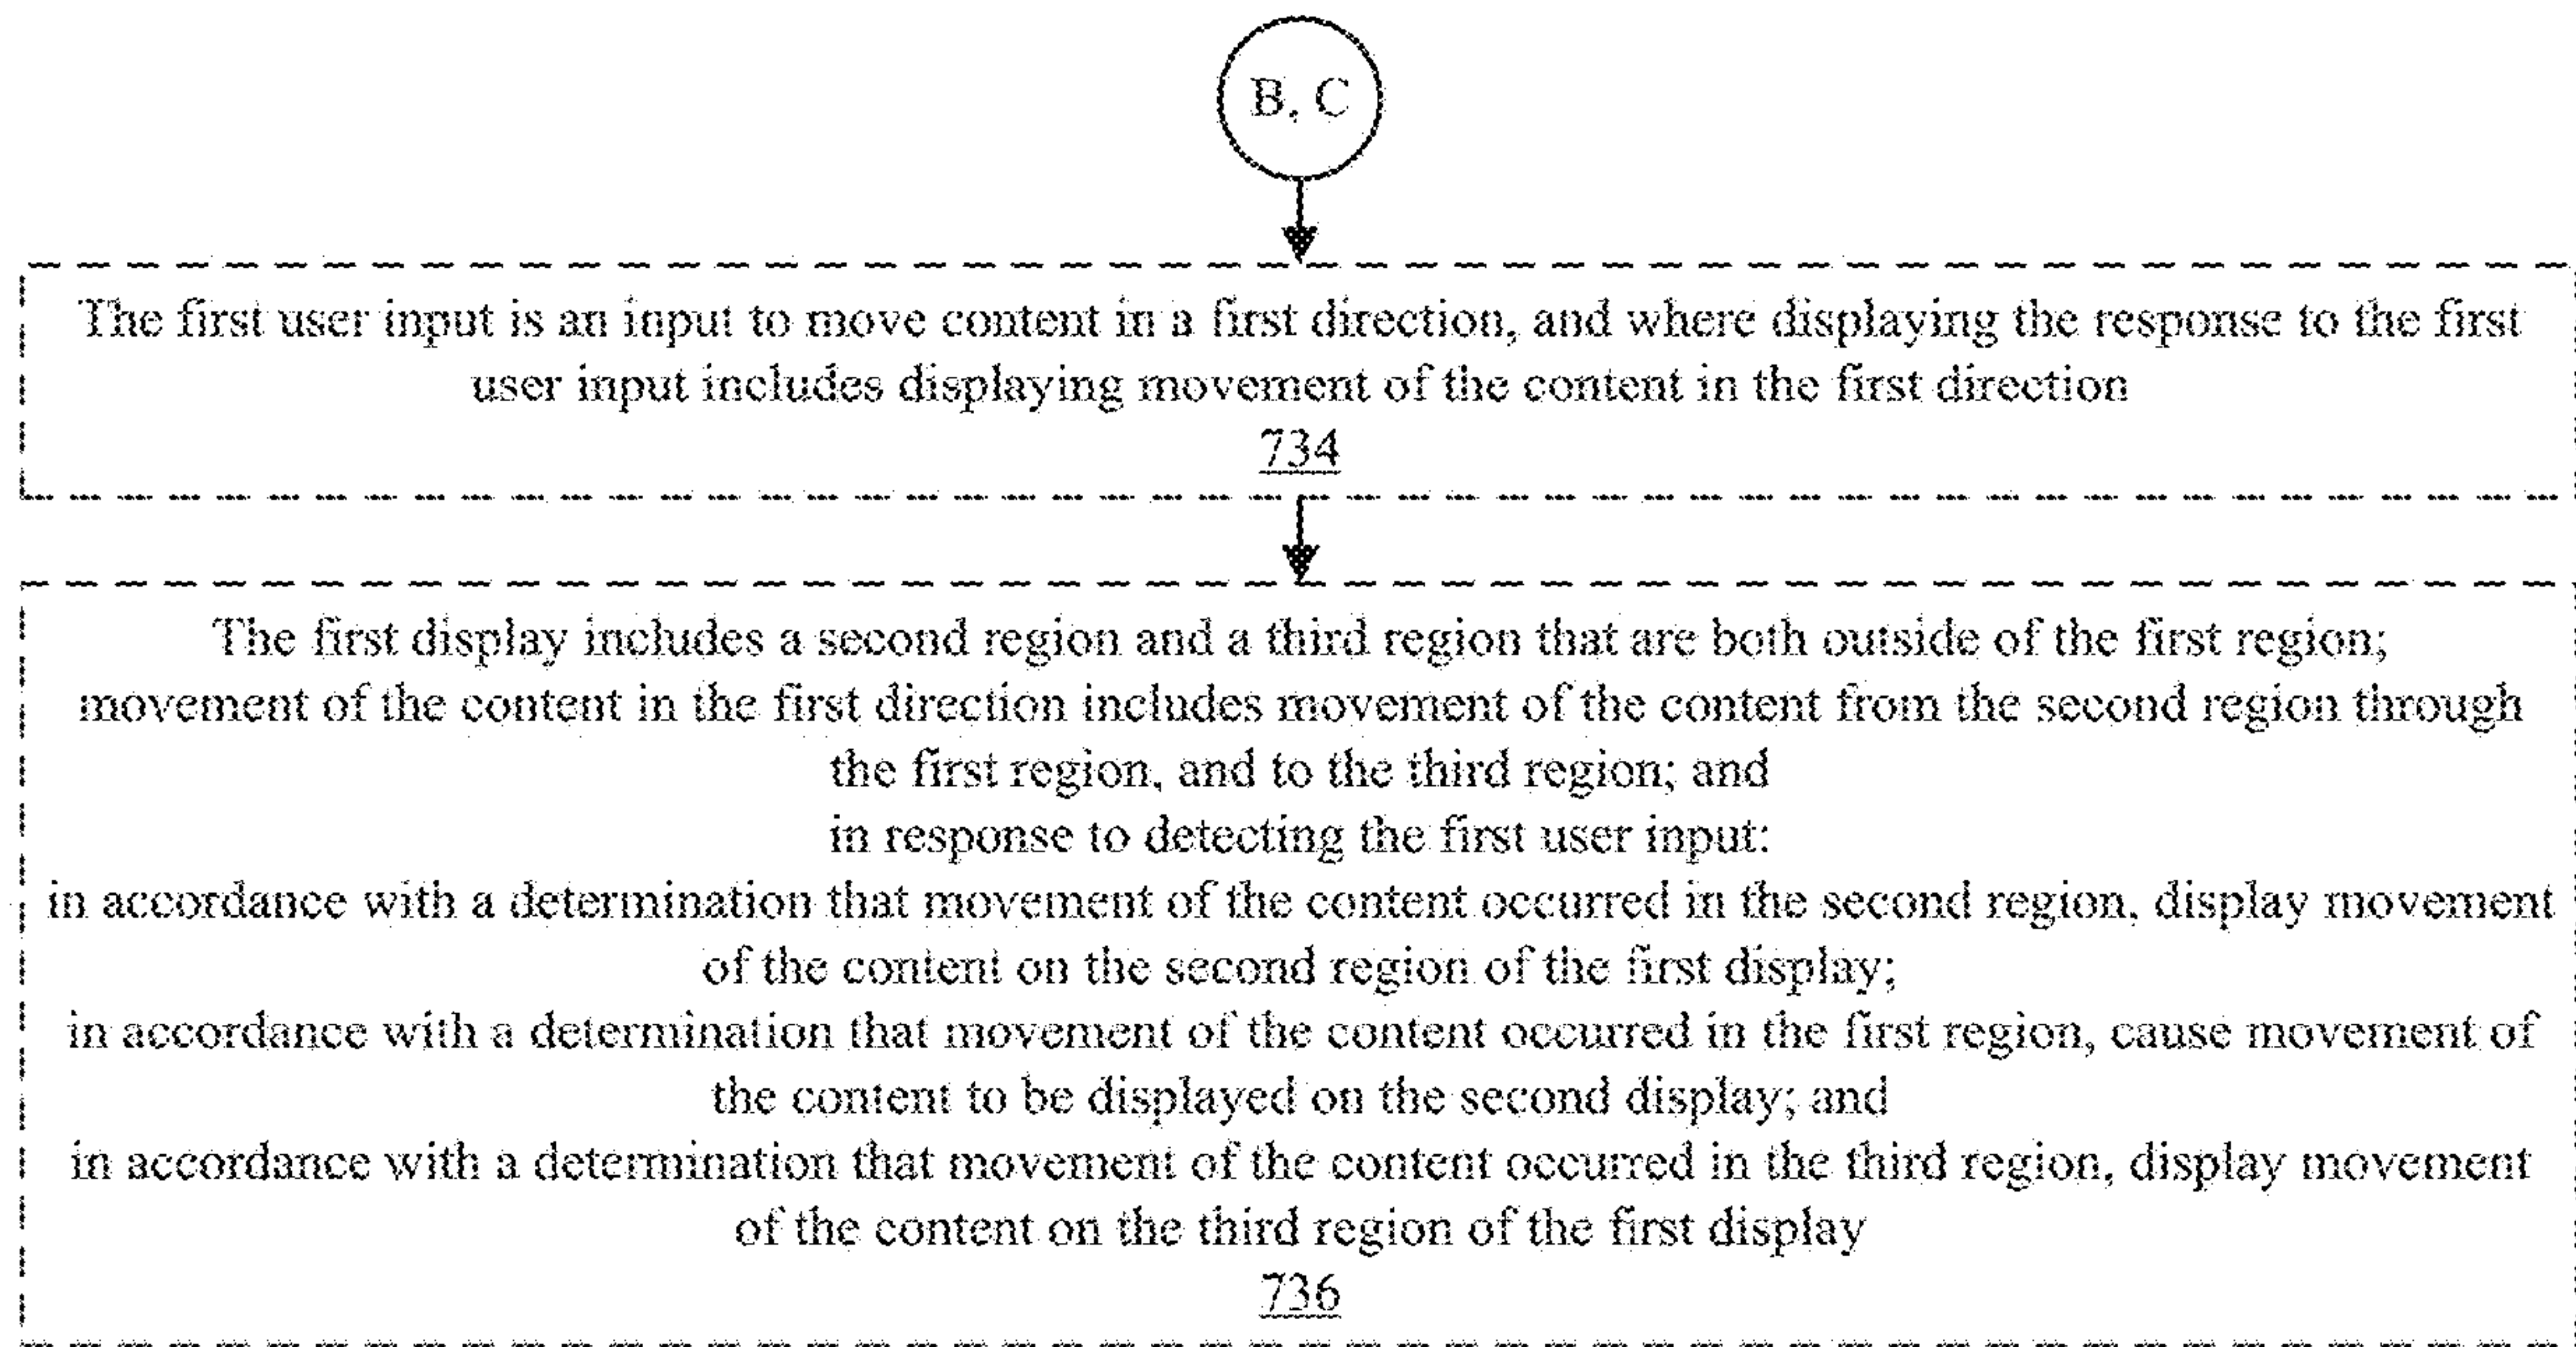 B, C
The first user input is an input to move content in a first direction, and where displaying the response to the first
user input includes displaying movement of the content in the first direction
734
The first display includes a second region and a third region that are both outside of the first region;
movement of the content in the first direction includes movement of the content from the second region through
the first region, and to the third region; and
in response to detecting the first user input:
in accordance with a determination that movement of the content occurred in the second region, display movement
of the content on the second region of the first display;
in accordance with a determination that movement of the content occurred in the first region, cause movement of
the content to be displayed on the second display; and
in accordance with a determination that movement of the content occurred in the third region, display movement
of the content on the third region of the first display
736